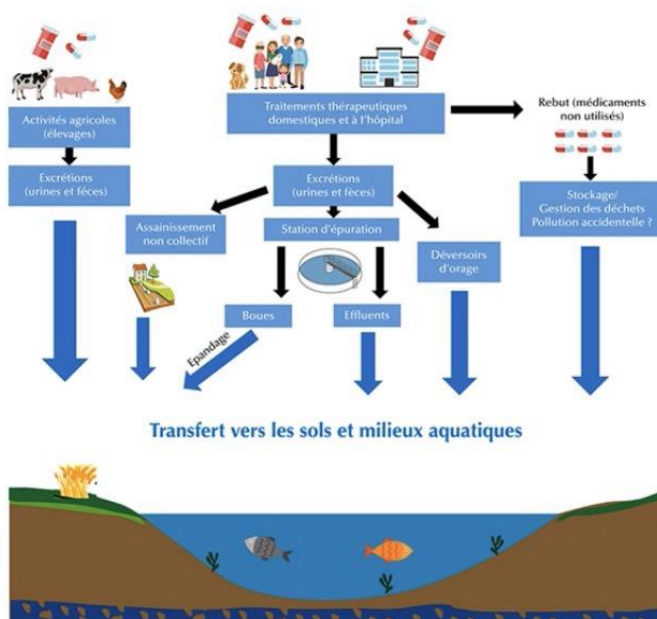 Activités agricoles
(élevages)
Excrétions
(urines et féces)
Traitements thérapeutiques
domestiques et à l'hôpital
Rebut (médicaments
non utilisés)
Excrétions
(urines et fèces)
Stockage/
Gestion des déchets
Pollution accidentelle ?
Assainissement
non collectif
Station d'épuration
Déversoirs
d'orage
Boues
Effluents
Epandage
Transfert vers les sols et milieux aquatiques